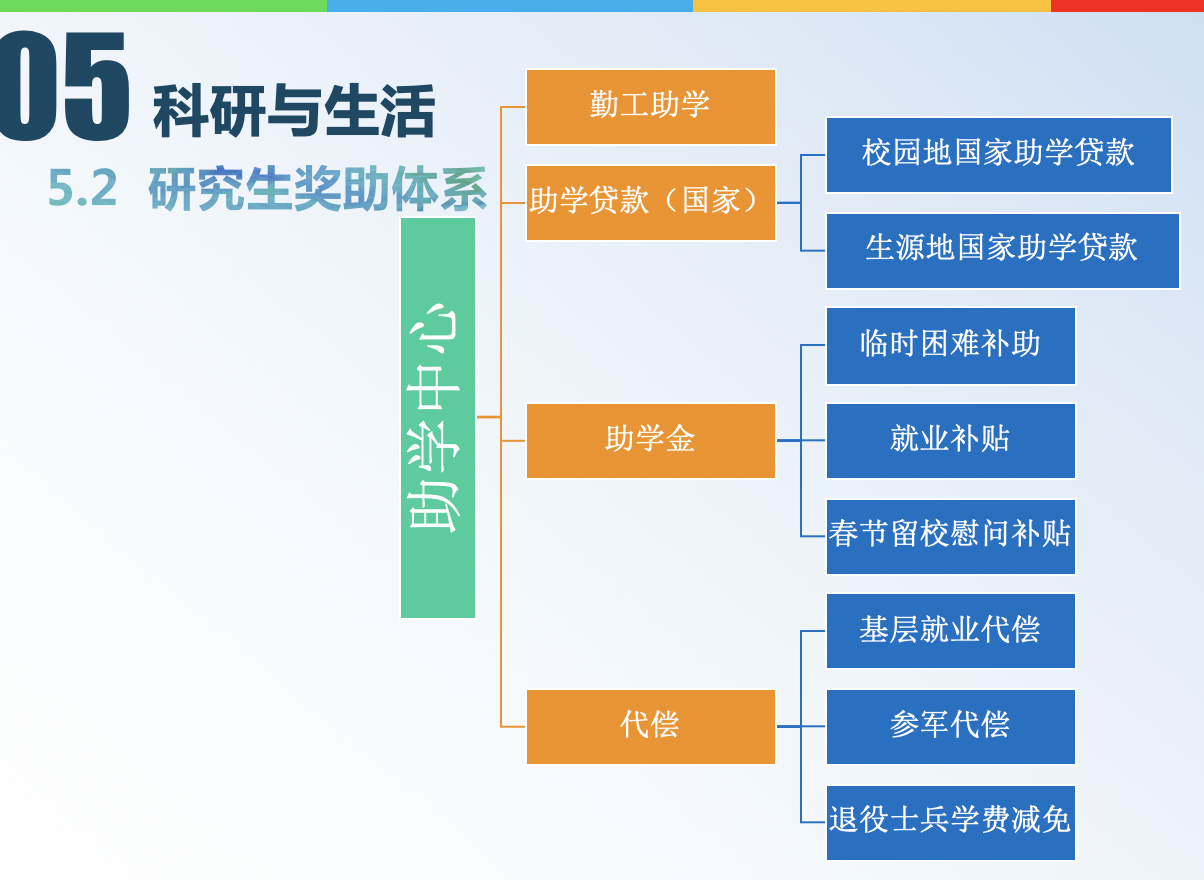 05 科研与生活
5.2 研究生奖助体系
助学中心
勤工助学
助学贷款（国家）
校园地国家助学贷款
生源地国家助学贷款
助学金
临时困难补助
就业补贴
春节留校慰问补贴
代偿
基层就业代偿
参军代偿
退役士兵学费减免